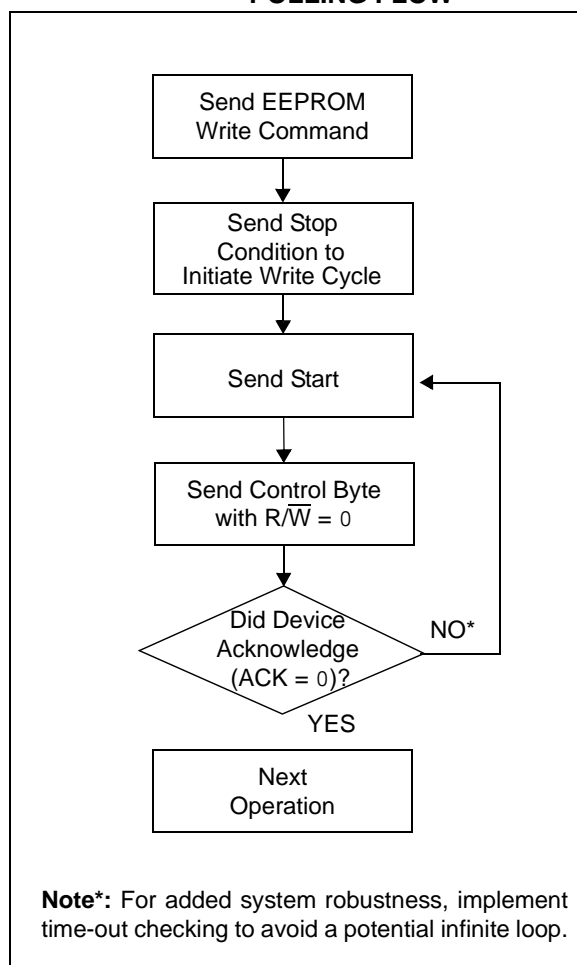 Send EEPROM
Write Command
Send Stop
Condition to
Initiate Write Cycle
Send Start
Send Control Byte
with R/W̅ = 0
Did Device
Acknowledge
(ACK = 0)?
NO*
YES
Next
Operation
Note*: For added system robustness, implement
time-out checking to avoid a potential infinite loop.